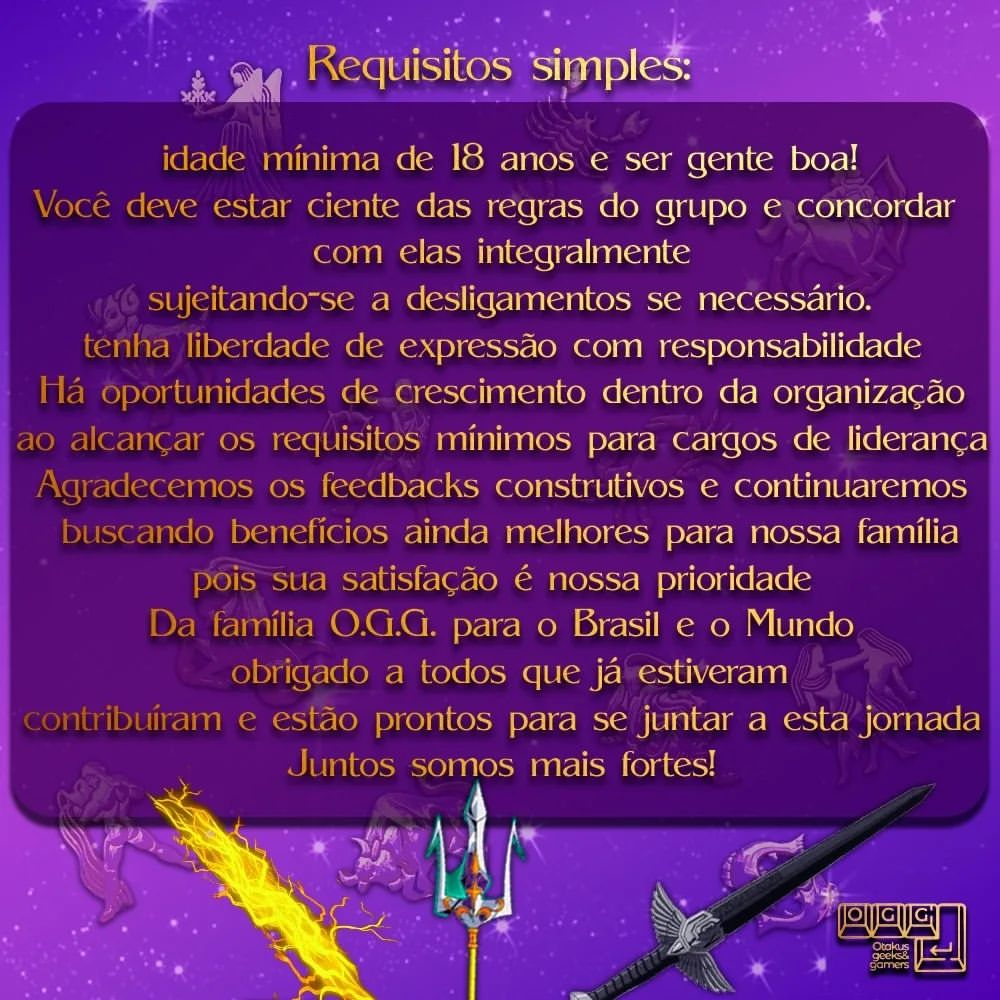 Requisitos simples:
idade mínima de 18 anos e ser gente boa!
Você deve estar ciente das regras do grupo e concordar
com elas integralmente
sujeitando-se a desligamentos se necessário.
tenha liberdade de expressão com responsabilidade
Há oportunidades de crescimento dentro da organização
ao alcançar os requisitos mínimos para cargos de liderança
Agradecemos os feedbacks construtivos e continuaremos
buscando benefícios ainda melhores para nossa família
pois sua satisfação é nossa prioridade
Da família O.G.G. para o Brasil e o Mundo
obrigado a todos que já estiveram
contribuíram e estão prontos para se juntar a esta jornada
Juntos somos mais fortes!
O G G
Otakus
geeks&
gamers